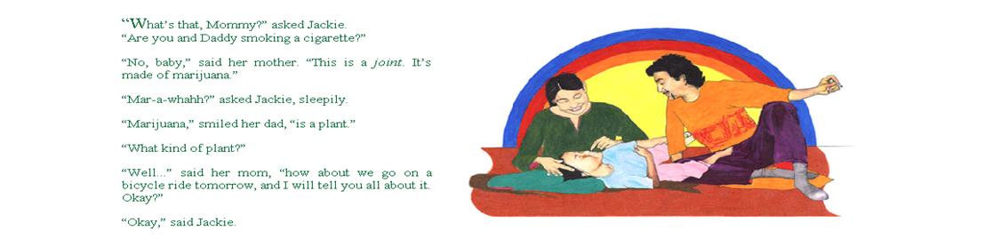 “What’s that, Mommy?” asked Jackie.
“Are you and Daddy smoking a cigarette?”
“No, baby,” said her mother. “This is a joint. It’s
made of marijuana.”
“Mar-a-whahh?” asked Jackie, sleepily.
“Marijuana,” smiled her dad, “is a plant.”
“What kind of plant?”
“Well...” said her mom, “how about we go on a
bicycle ride tomorrow, and I will tell you all about it.
Okay?”
“Okay,” said Jackie.